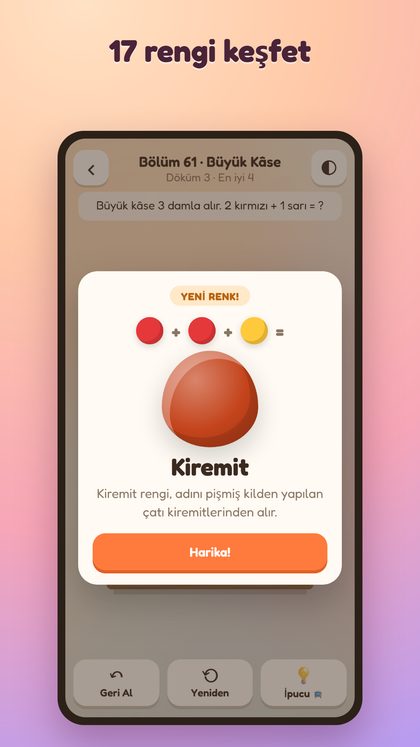 17 rengi keşfet
Bölüm 61 · Büyük Kâse
Döküm 3 · En iyi 4
Büyük kâse 3 damla alır. 2 kırmızı + 1 sarı = ?
YENİ RENK!
+ + =
Kiremit
Kiremit rengi, adını pişmiş kilden yapılan
çatı kiremitlerinden alır.
Harika!
Geri Al
Yeniden
İpucu